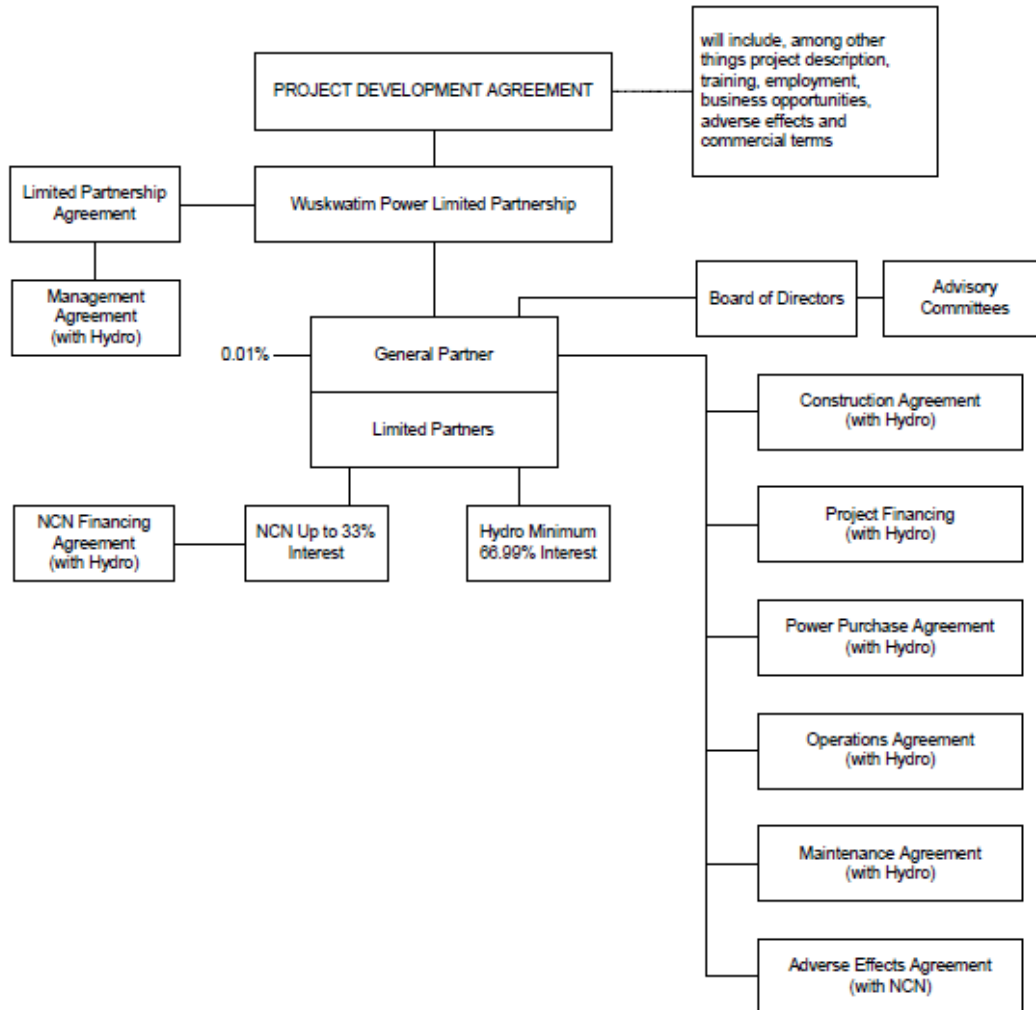 will include, among other
things project description,
training, employment,
business opportunities,
adverse effects and
commercial terms
PROJECT DEVELOPMENT AGREEMENT
Limited Partnership
Agreement
Wuskwatim Power Limited Partnership
Management
Agreement
(with Hydro)
Board of Directors
Advisory
Committees
0.01%
General Partner
Limited Partners
Construction Agreement
(with Hydro)
NCN Financing
Agreement
(with Hydro)
NCN Up to 33%
Interest
Hydro Minimum
66.99% Interest
Project Financing
(with Hydro)
Power Purchase Agreement
(with Hydro)
Operations Agreement
(with Hydro)
Maintenance Agreement
(with Hydro)
Adverse Effects Agreement
(with NCN)